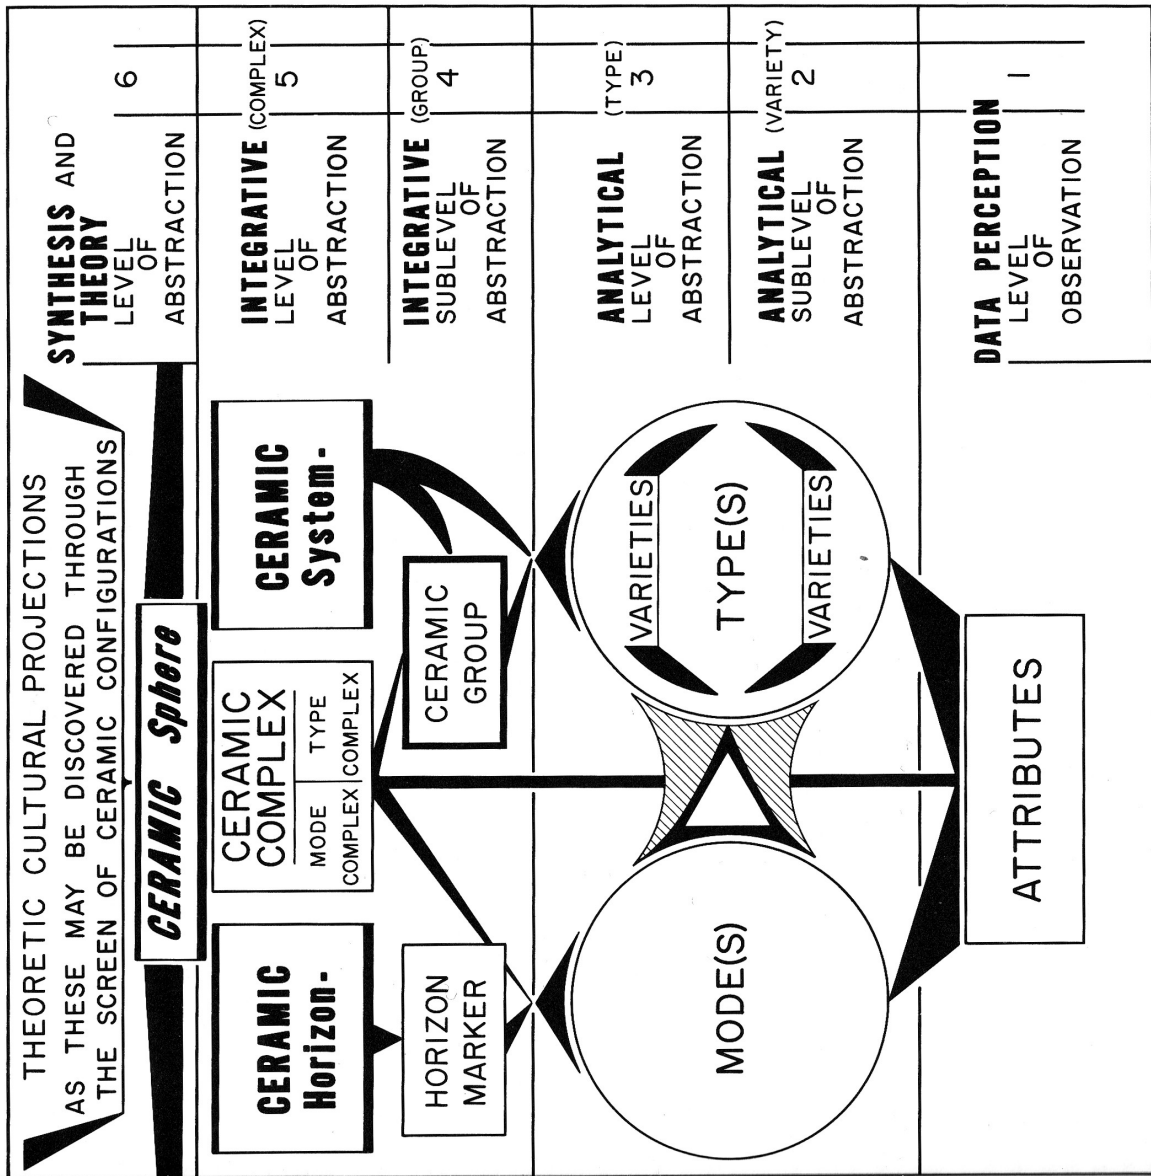 THEORETIC CULTURAL PROJECTIONS
AS THESE MAY BE DISCOVERED THROUGH
THE SCREEN OF CERAMIC CONFIGURATIONS
SYNTHESIS AND
THEORY
LEVEL
OF
ABSTRACTION
6
CERAMIC Sphere
CERAMIC
Horizon-
CERAMIC
COMPLEX
MODE
COMPLEX
TYPE
COMPLEX
CERAMIC
System-
INTEGRATIVE (COMPLEX)
LEVEL
OF
ABSTRACTION
5
HORIZON
MARKER
CERAMIC
GROUP
INTEGRATIVE (GROUP)
SUBLEVEL
OF
ABSTRACTION
4
MODE(S)
VARIETIES
TYPE(S)
VARIETIES
ANALYTICAL (TYPE)
LEVEL
OF
ABSTRACTION
3
ANALYTICAL (VARIETY)
SUBLEVEL
OF
ABSTRACTION
2
ATTRIBUTES
DATA PERCEPTION
LEVEL
OF
OBSERVATION
1